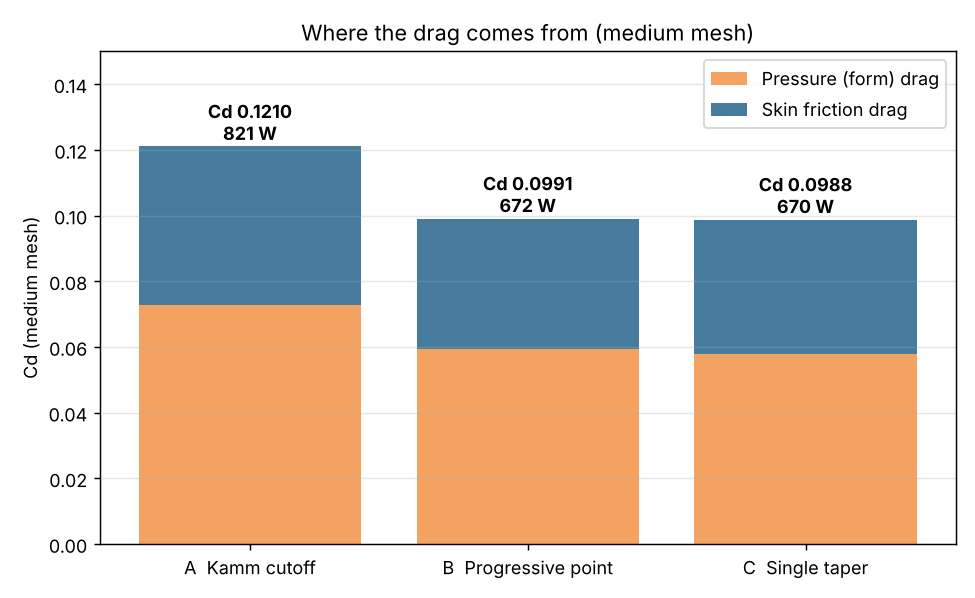 Where the drag comes from (medium mesh)
Pressure (form) drag
Skin friction drag
Cd (medium mesh)
0.14
0.12
0.10
0.08
0.06
0.04
0.02
0.00
Cd 0.1210
821 W
Cd 0.0991
672 W
Cd 0.0988
670 W
A  Kamm cutoff
B  Progressive point
C  Single taper